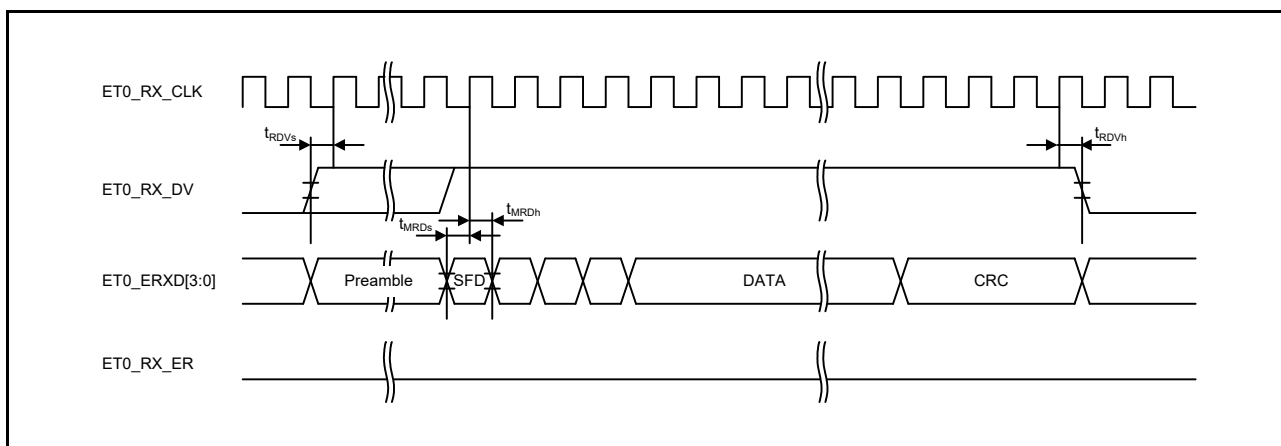 ET0_RX_CLK
tRDVs
tRDVh
ET0_RX_DV
tMRDs
tMRDh
ET0_ERXD[3:0]
Preamble
SFD
DATA
CRC
ET0_RX_ER